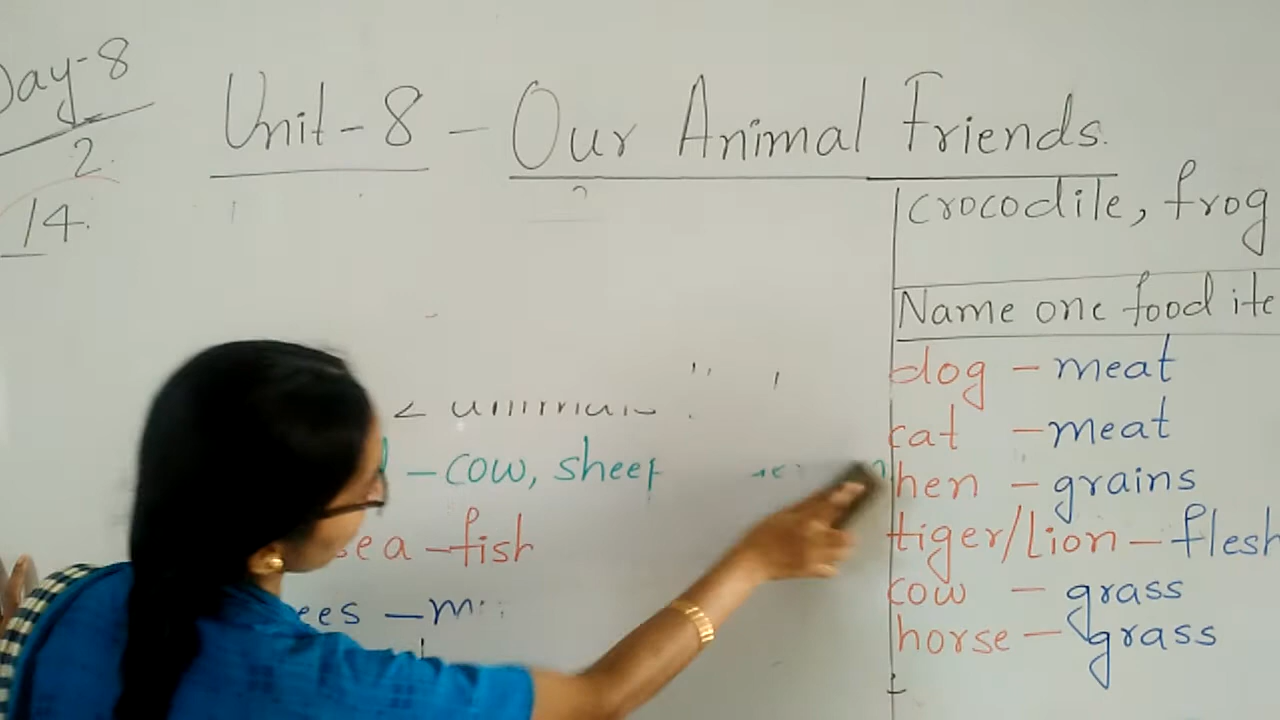 Day-8
2
14
Unit-8 - Our Animal Friends.
- cow, sheep
sea - fish
crocodile, frog
Name one food
dog - meat
cat - meat
hen - grains
tiger/Lion - flesh
cow - grass
horse - grass